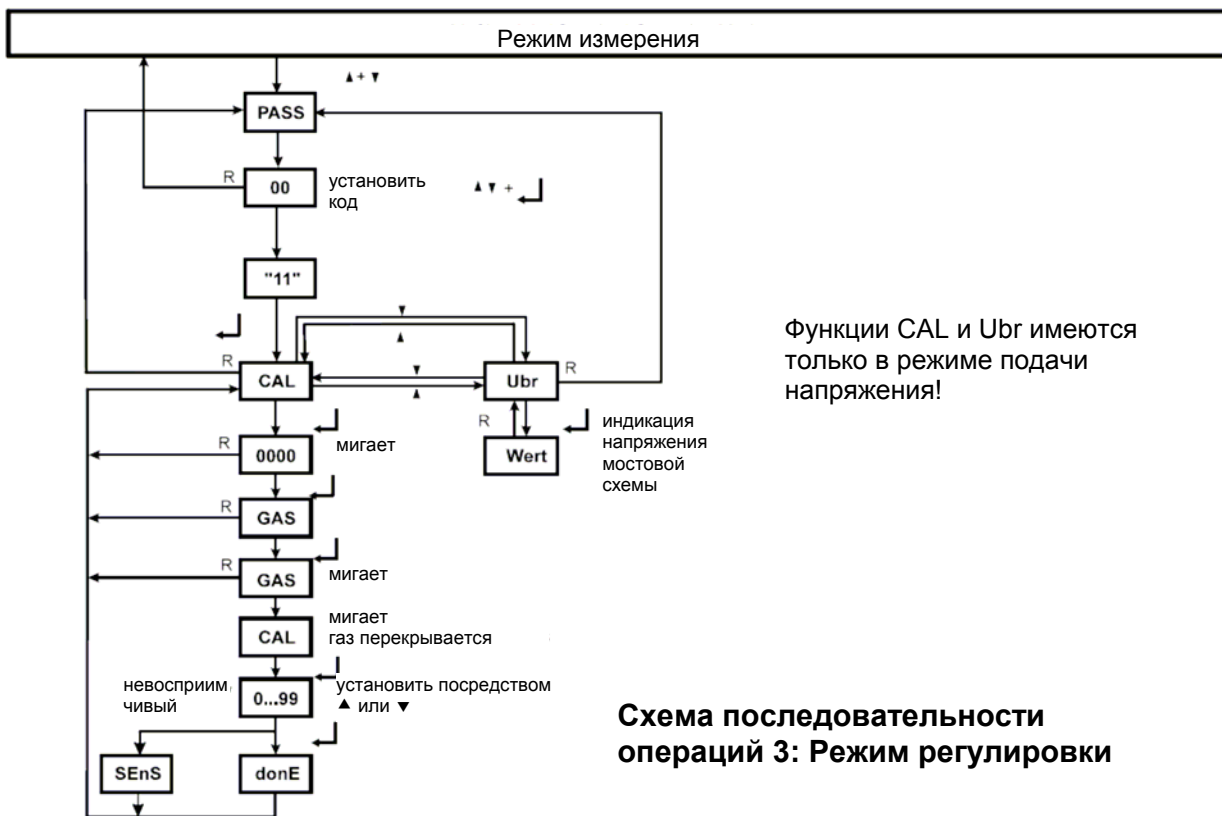 Режим измерения
▲ + ▼
PASS
R
00
установить
код
▲ ▼ +
"11"
R
CAL
▼
▲
▼
▲
Ubr
R
Функции CAL и Ubr имеются
только в режиме подачи
напряжения!
R
0000
мигает
R
Wert
индикация
напряжения
мостовой
схемы
R
GAS
R
GAS
мигает
CAL
мигает
газ перекрывается
невосприим
чивый
0...99
установить посредством
▲ или ▼
SEnS
donE
Схема последовательности
операций 3: Режим регулировки